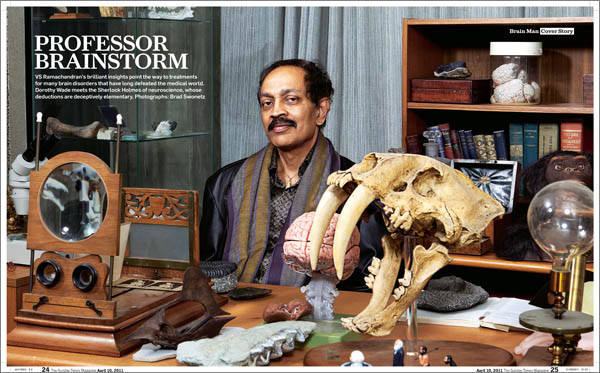 Brain Man Cover Story
PROFESSOR
BRAINSTORM
VS Ramachandran's brilliant insights point the way to treatments
for many brain disorders that have long defeated the medical world.
Dorothy Wade meets the Sherlock Holmes of neuroscience, whose
deductions are deceptively elementary. Photographs: Brad Swonetz
24 The Sunday Times Magazine April 10, 2011
April 10, 2011 The Sunday Times Magazine 25